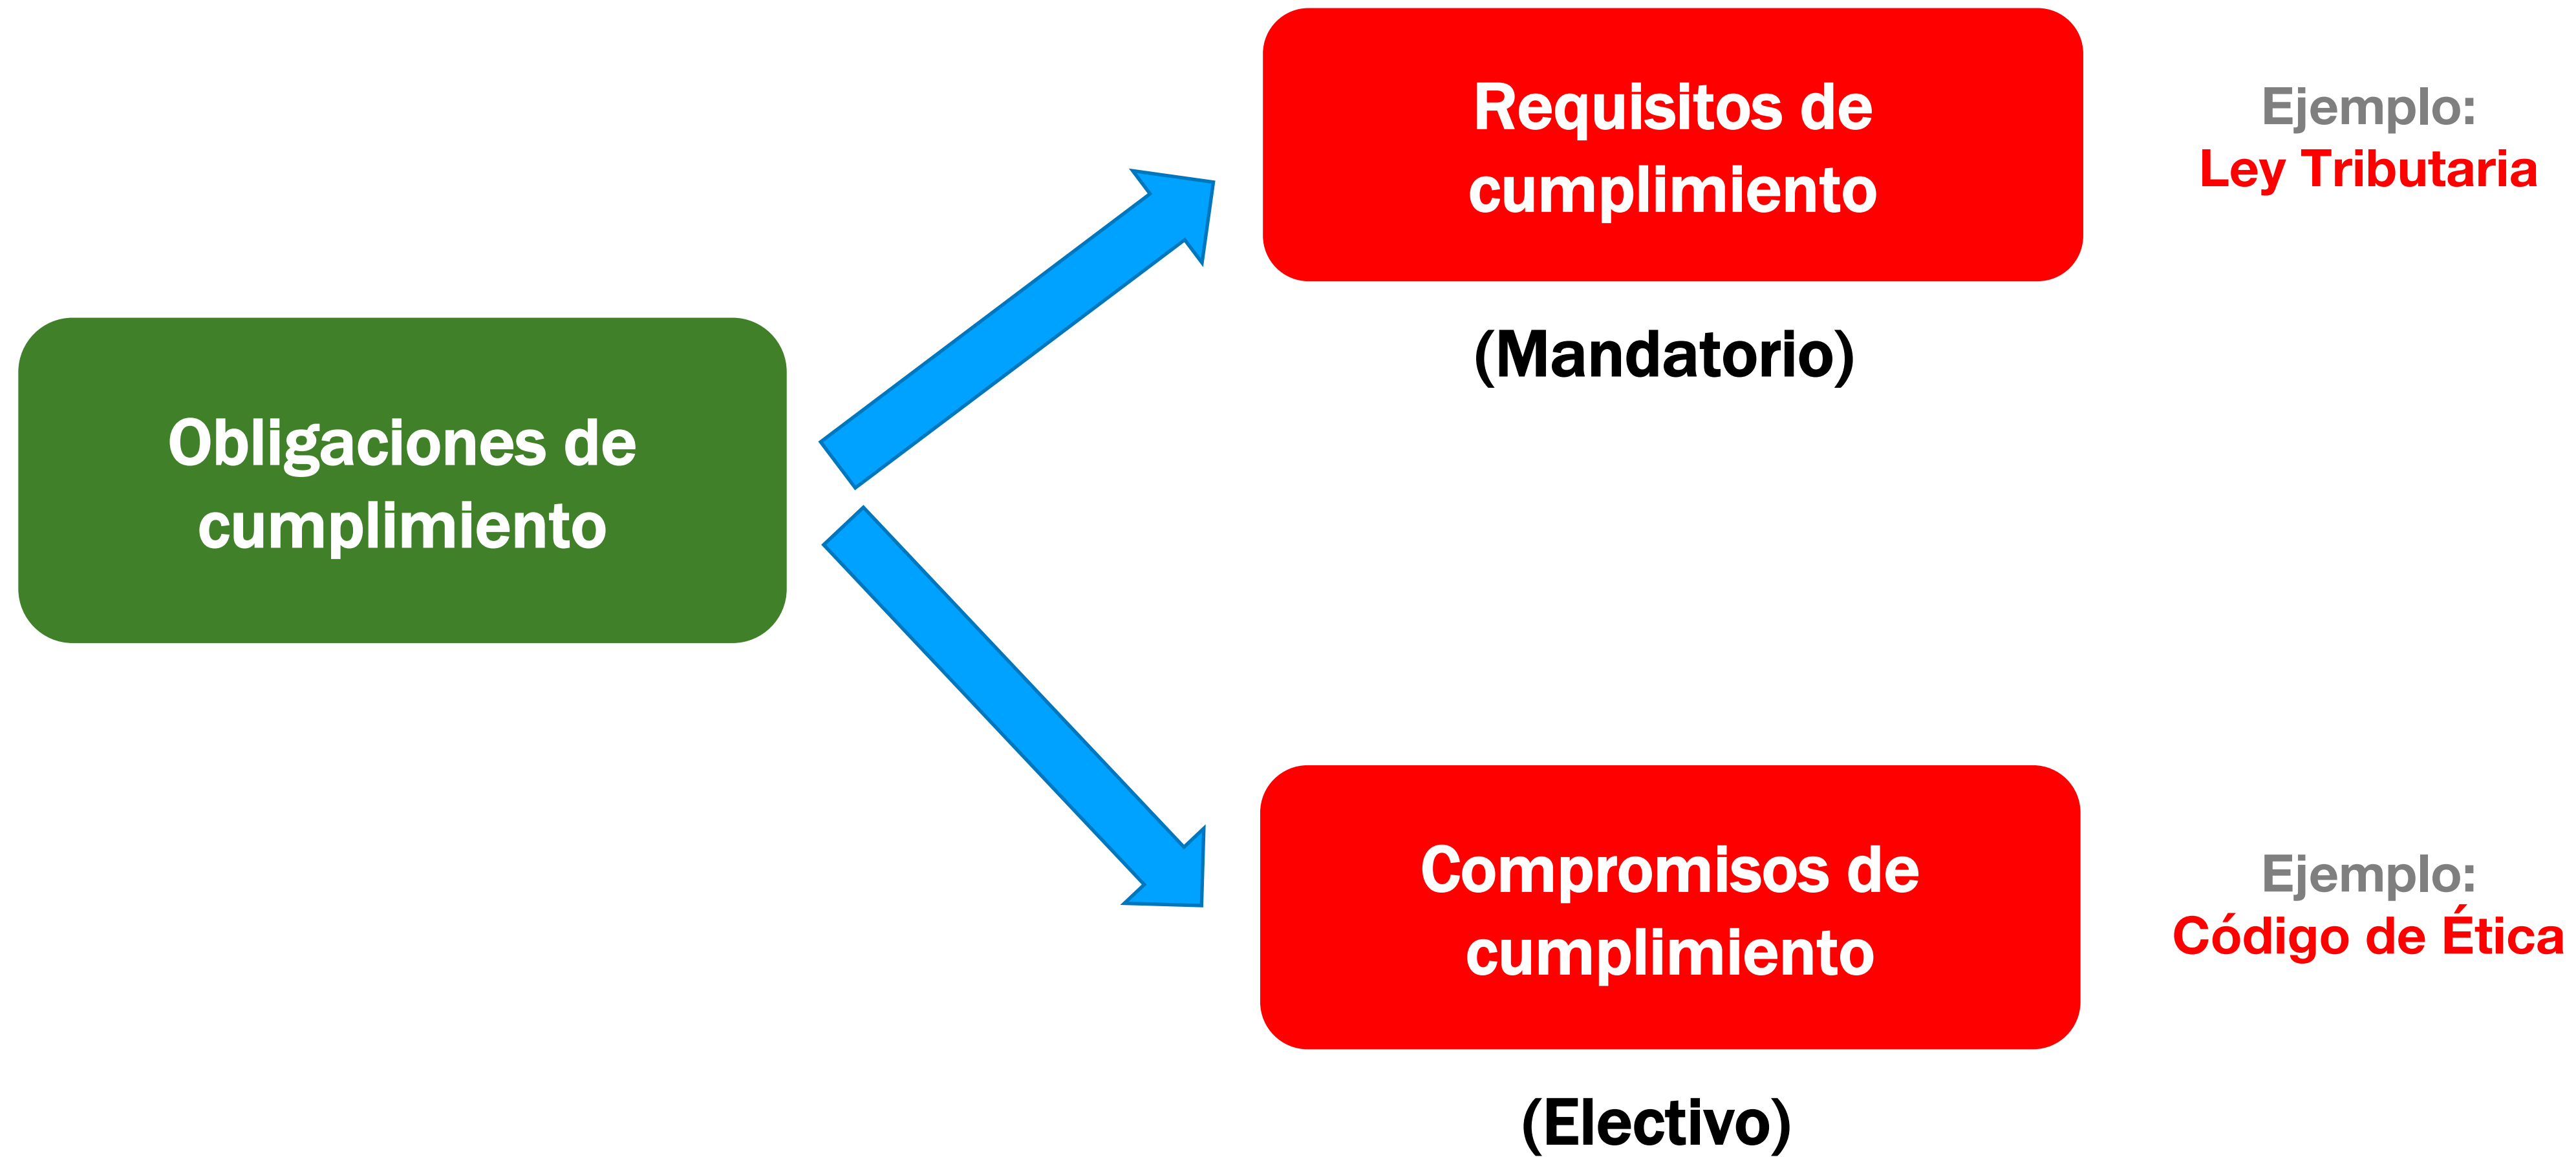 Requisitos de
cumplimiento
Ejemplo:
Ley Tributaria
(Mandatorio)
Obligaciones de
cumplimiento
Compromisos de
cumplimiento
Ejemplo:
Código de Ética
(Electivo)